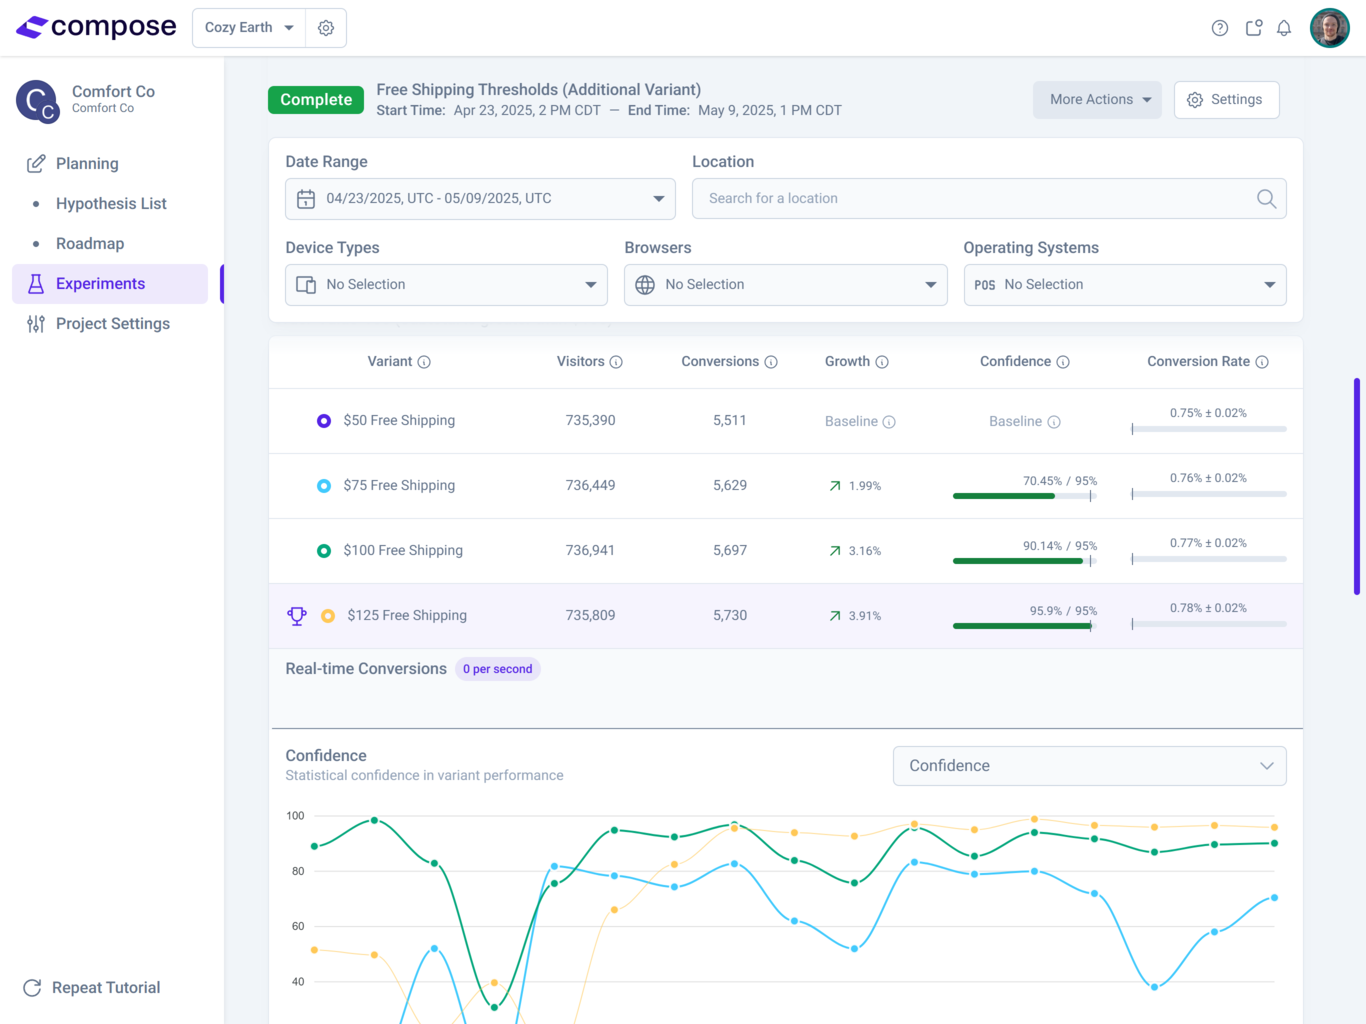 compose
Cozy Earth
Comfort Co
Comfort Co
Planning
Hypothesis List
Roadmap
Experiments
Project Settings
Repeat Tutorial
Complete
Free Shipping Thresholds (Additional Variant)
Start Time: Apr 23, 2025, 2 PM CDT — End Time: May 9, 2025, 1 PM CDT
More Actions
Settings
Date Range
04/23/2025, UTC - 05/09/2025, UTC
Location
Search for a location
Device Types
No Selection
Browsers
No Selection
Operating Systems
No Selection
Variant Visitors Conversions Growth Confidence Conversion Rate
$50 Free Shipping 735,390 5,511 Baseline Baseline 0.75% ± 0.02%
$75 Free Shipping 736,449 5,629 1.99% 70.45% / 95% 0.76% ± 0.02%
$100 Free Shipping 736,941 5,697 3.16% 90.14% / 95% 0.77% ± 0.02%
$125 Free Shipping 735,809 5,730 3.91% 95.9% / 95% 0.78% ± 0.02%
Real-time Conversions 0 per second
Confidence
Statistical confidence in variant performance
Confidence
100
80
60
40